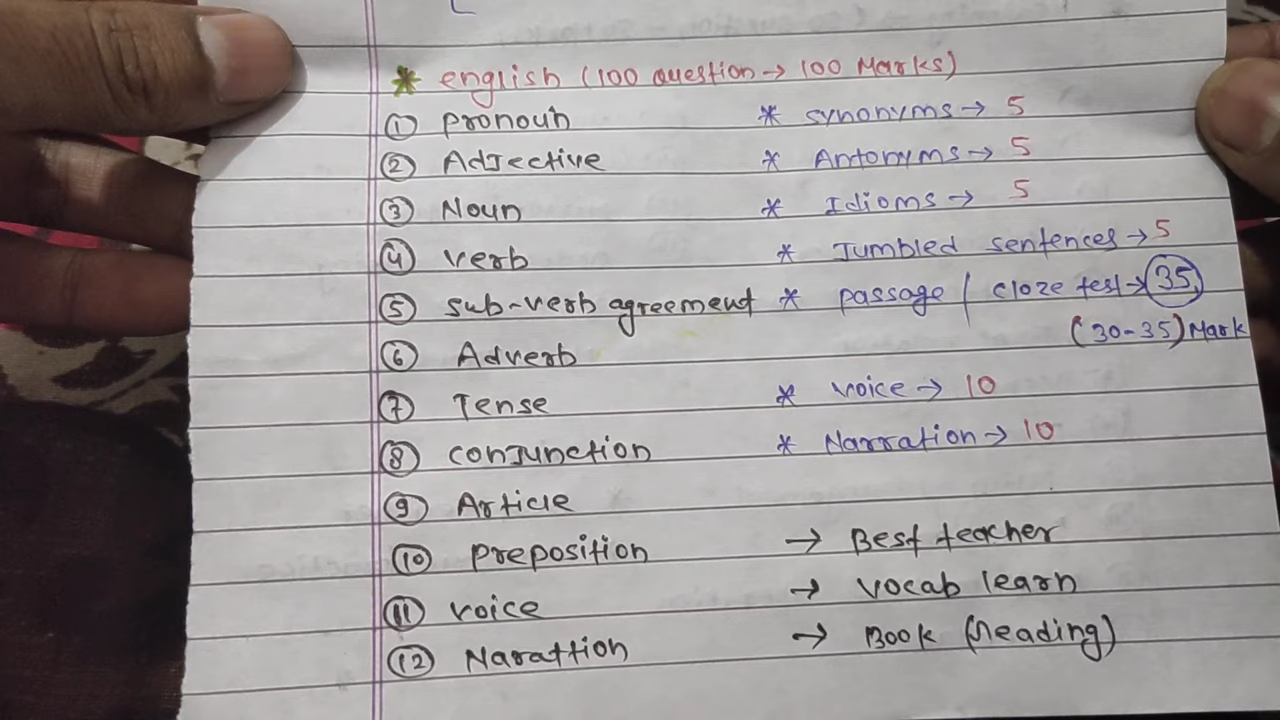 * english (100 question→ 100 Marks)
① pronoun * synonyms→ 5
② Adjective * Antonyms→ 5
③ Noun * Idioms→ 5
④ verb * Jumbled sentences→5
⑤ sub-verb agreement * passage / cloze test→35
(30-35) Mark
⑥ Adverb
⑦ Tense * voice→ 10
⑧ conjunction * Narration→ 10
⑨ Article
⑩ preposition → Best teacher
⑪ voice → vocab learn
⑫ Narattion → Book (reading)